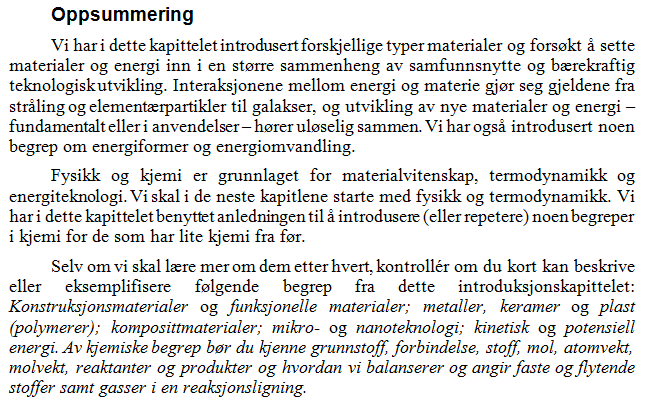 Oppsummering
Vi har i dette kapittelet introdusert forskjellige typer materialer og forsøkt å sette
materialer og energi inn i en større sammenheng av samfunnsnytte og bærekraftig
teknologisk utvikling. Interaksjonene mellom energi og materie gjør seg gjeldene fra
stråling og elementærpartikler til galakser, og utvikling av nye materialer og energi –
fundamentalt eller i anvendelser – hører uløselig sammen. Vi har også introdusert noen
begrep om energiformer og energiomvandling.
Fysikk og kjemi er grunnlaget for materialvitenskap, termodynamikk og
energiteknologi. Vi skal i de neste kapitlene starte med fysikk og termodynamikk. Vi
har i dette kapittelet benyttet anledningen til å introdusere (eller repetere) noen begreper
i kjemi for de som har lite kjemi fra før.
Selv om vi skal lære mer om dem etter hvert, kontrollér om du kort kan beskrive
eller eksemplifisere følgende begrep fra dette introduksjonskapittelet:
Konstruksjonsmaterialer og funksjonelle materialer; metaller, keramer og plast
(polymerer); komposittmaterialer; mikro- og nanoteknologi; kinetisk og potensiell
energi. Av kjemiske begrep bør du kjenne grunnstoff, forbindelse, stoff, mol, atomvekt,
molvekt, reaktanter og produkter og hvordan vi balanserer og angir faste og flytende
stoffer samt gasser i en reaksjonsligning.